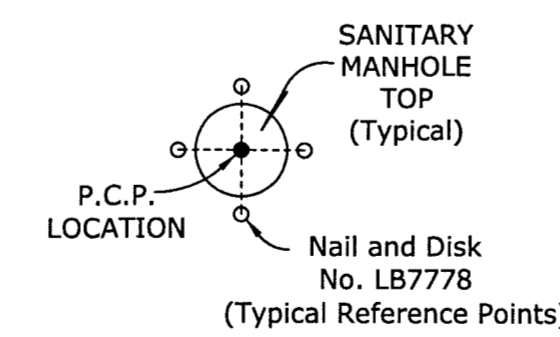 SANITARY
MANHOLE
TOP
(Typical)
P.C.P.
LOCATION
Nail and Disk
No. LB7778
(Typical Reference Points)